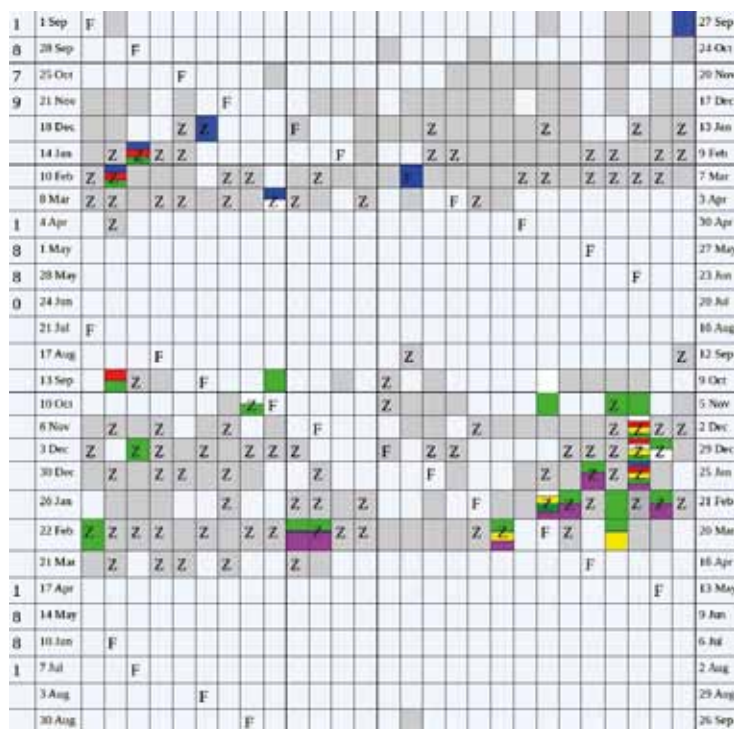 1 1 Sep F 27 Sep
8 28 Sep F 24 Oct
7 25 Oct F 20 Nov
9 21 Nov F 17 Dec
18 Dec Z Z F Z Z Z Z 13 Jan
14 Jan Z Z Z Z F Z Z Z Z Z Z 9 Feb
10 Feb Z Z Z Z Z F Z Z Z Z Z Z 7 Mar
8 Mar Z Z Z Z Z Z Z Z F Z 3 Apr
1 4 Apr Z F 30 Apr
8 1 May F 27 May
8 28 May F 23 Jun
0 24 Jun 20 Jul
21 Jul F 16 Aug
17 Aug F Z Z 12 Sep
13 Sep Z F Z 9 Oct
10 Oct Z F Z Z 5 Nov
6 Nov Z Z Z F Z Z Z Z Z 2 Dec
3 Dec Z Z Z Z Z Z Z Z F Z Z Z Z Z Z Z 29 Dec
30 Dec Z Z Z Z Z F Z Z Z Z 25 Jan
26 Jan Z Z Z Z F Z Z Z Z Z Z 21 Feb
22 Feb Z Z Z Z Z Z Z Z Z Z Z Z Z F Z 20 Mar
21 Mar Z Z Z Z Z F 16 Apr
1 17 Apr F 13 May
8 14 May 9 Jun
8 10 Jun F 6 Jul
1 7 Jul F 2 Aug
3 Aug F 29 Aug
30 Aug F 26 Sep